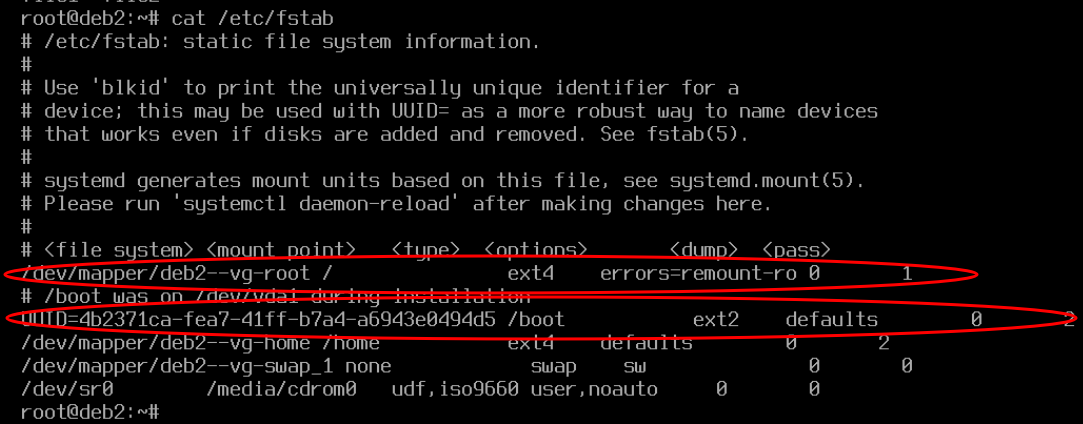 root@deb2:~# cat /etc/fstab
# /etc/fstab: static file system information.
#
# Use 'blkid' to print the universally unique identifier for a
# device; this may be used with UUID= as a more robust way to name devices
# that works even if disks are added and removed. See fstab(5).
#
# systemd generates mount units based on this file, see systemd.mount(5).
# Please run 'systemctl daemon-reload' after making changes here.
#
# <file system> <mount point> <type> <options> <dump> <pass>
/dev/mapper/deb2--vg-root / ext4 errors=remount-ro 0 1
# /boot was on /dev/vda1 during installation
UUID=4b2371ca-fea7-41ff-b7a4-a6943e0494d5 /boot ext2 defaults 0 2
/dev/mapper/deb2--vg-home /home ext4 defaults 0 2
/dev/mapper/deb2--vg-swap_1 none swap sw 0 0
/dev/sr0 /media/cdrom0 udf,iso9660 user,noauto 0 0
root@deb2:~#